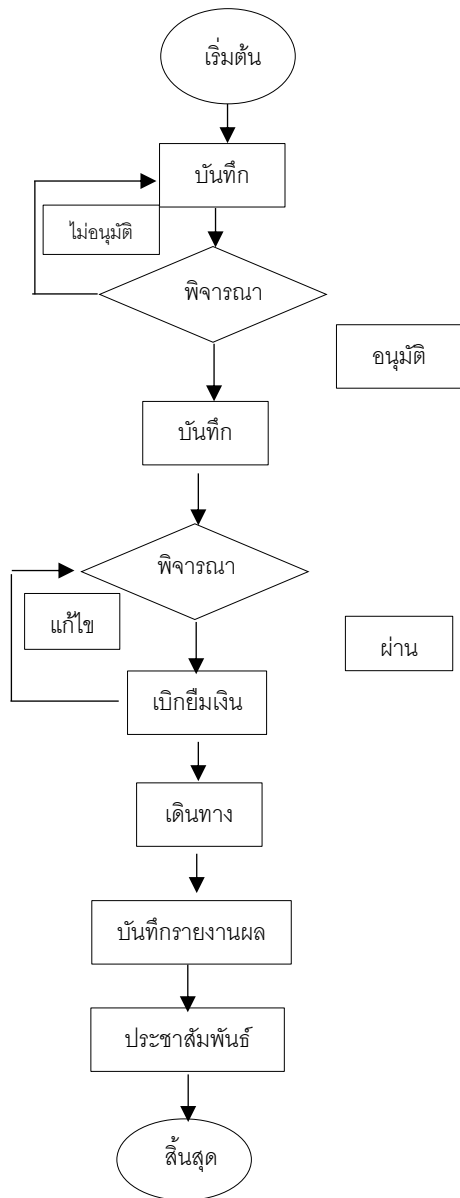 เริ่มต้น
บันทึก
ไม่อนุมัติ
พิจารณา
อนุมัติ
บันทึก
พิจารณา
แก้ไข
ผ่าน
เบิกยืมเงิน
เดินทาง
บันทึกรายงานผล
ประชาสัมพันธ์
สิ้นสุด